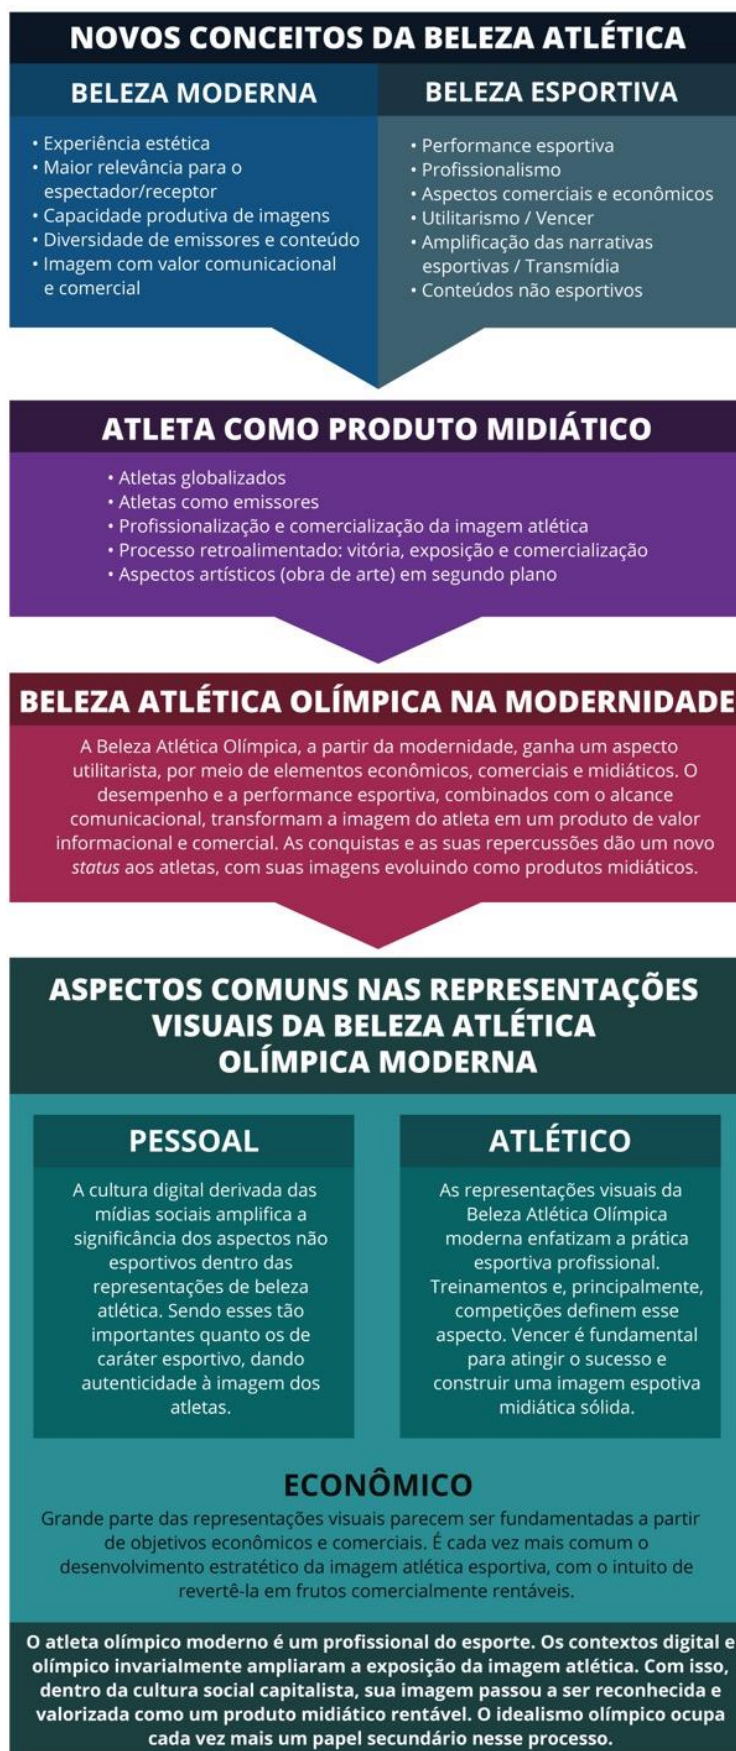 NOVOS CONCEITOS DA BELEZA ATLÉTICA
BELEZA MODERNA
• Experiência estética
• Maior relevância para o
espectador/receptor
• Capacidade produtiva de imagens
• Diversidade de emissores e conteúdo
• Imagem com valor comunicacional
e comercial
BELEZA ESPORTIVA
• Performance esportiva
• Profissionalismo
• Aspectos comerciais e econômicos
• Utilitarismo / Vencer
• Amplificação das narrativas
esportivas / Transmídia
• Conteúdos não esportivos
ATLETA COMO PRODUTO MIDIÁTICO
• Atletas globalizados
• Atletas como emissores
• Profissionalização e comercialização da imagem atlética
• Processo retroalimentado: vitória, exposição e comercialização
• Aspectos artísticos (obra de arte) em segundo plano
BELEZA ATLÉTICA OLÍMPICA NA MODERNIDADE
A Beleza Atlética Olímpica, a partir da modernidade, ganha um aspecto
utilitarista, por meio de elementos econômicos, comerciais e midiáticos. O
desempenho e a performance esportiva, combinados com o alcance
comunicacional, transformam a imagem do atleta em um produto de valor
informacional e comercial. As conquistas e as suas repercussões dão um novo
status aos atletas, com suas imagens evoluindo como produtos midiáticos.
ASPECTOS COMUNS NAS REPRESENTAÇÕES
VISUAIS DA BELEZA ATLÉTICA
OLÍMPICA MODERNA
PESSOAL
A cultura digital derivada das
mídias sociais amplifica a
significância dos aspectos não
esportivos dentro das
representações de beleza
atlética. Sendo esses tão
importantes quanto os de
caráter esportivo, dando
autenticidade à imagem dos
atletas.
ATLÉTICO
As representações visuais da
Beleza Atlética Olímpica
moderna enfatizam a prática
esportiva profissional.
Treinamentos e, principalmente,
competições definem esse
aspecto. Vencer é fundamental
para atingir o sucesso e
construir uma imagem espotiva
midiática sólida.
ECONÔMICO
Grande parte das representações visuais parecem ser fundamentadas a partir
de objetivos econômicos e comerciais. É cada vez mais comum o
desenvolvimento estratético da imagem atlética esportiva, com o intuito de
revertê-la em frutos comercialmente rentáveis.
O atleta olímpico moderno é um profissional do esporte. Os contextos digital e
olímpico invarialmente ampliaram a exposição da imagem atlética. Com isso,
dentro da cultura social capitalista, sua imagem passou a ser reconhecida e
valorizada como um produto midiático rentável. O idealismo olímpico ocupa
cada vez mais um papel secundário nesse processo.